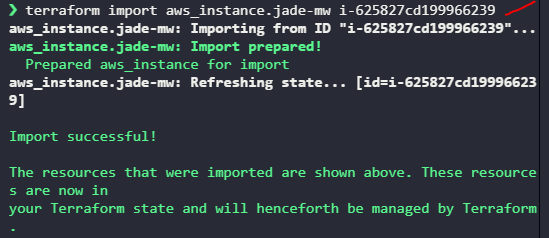 ❯ terraform import aws_instance.jade-mw i-625827cd199966239
aws_instance.jade-mw: Importing from ID "i-625827cd199966239"...
aws_instance.jade-mw: Import prepared!
  Prepared aws_instance for import
aws_instance.jade-mw: Refreshing state... [id=i-625827cd19996623
9]
Import successful!
The resources that were imported are shown above. These resource
s are now in
your Terraform state and will henceforth be managed by Terraform
.